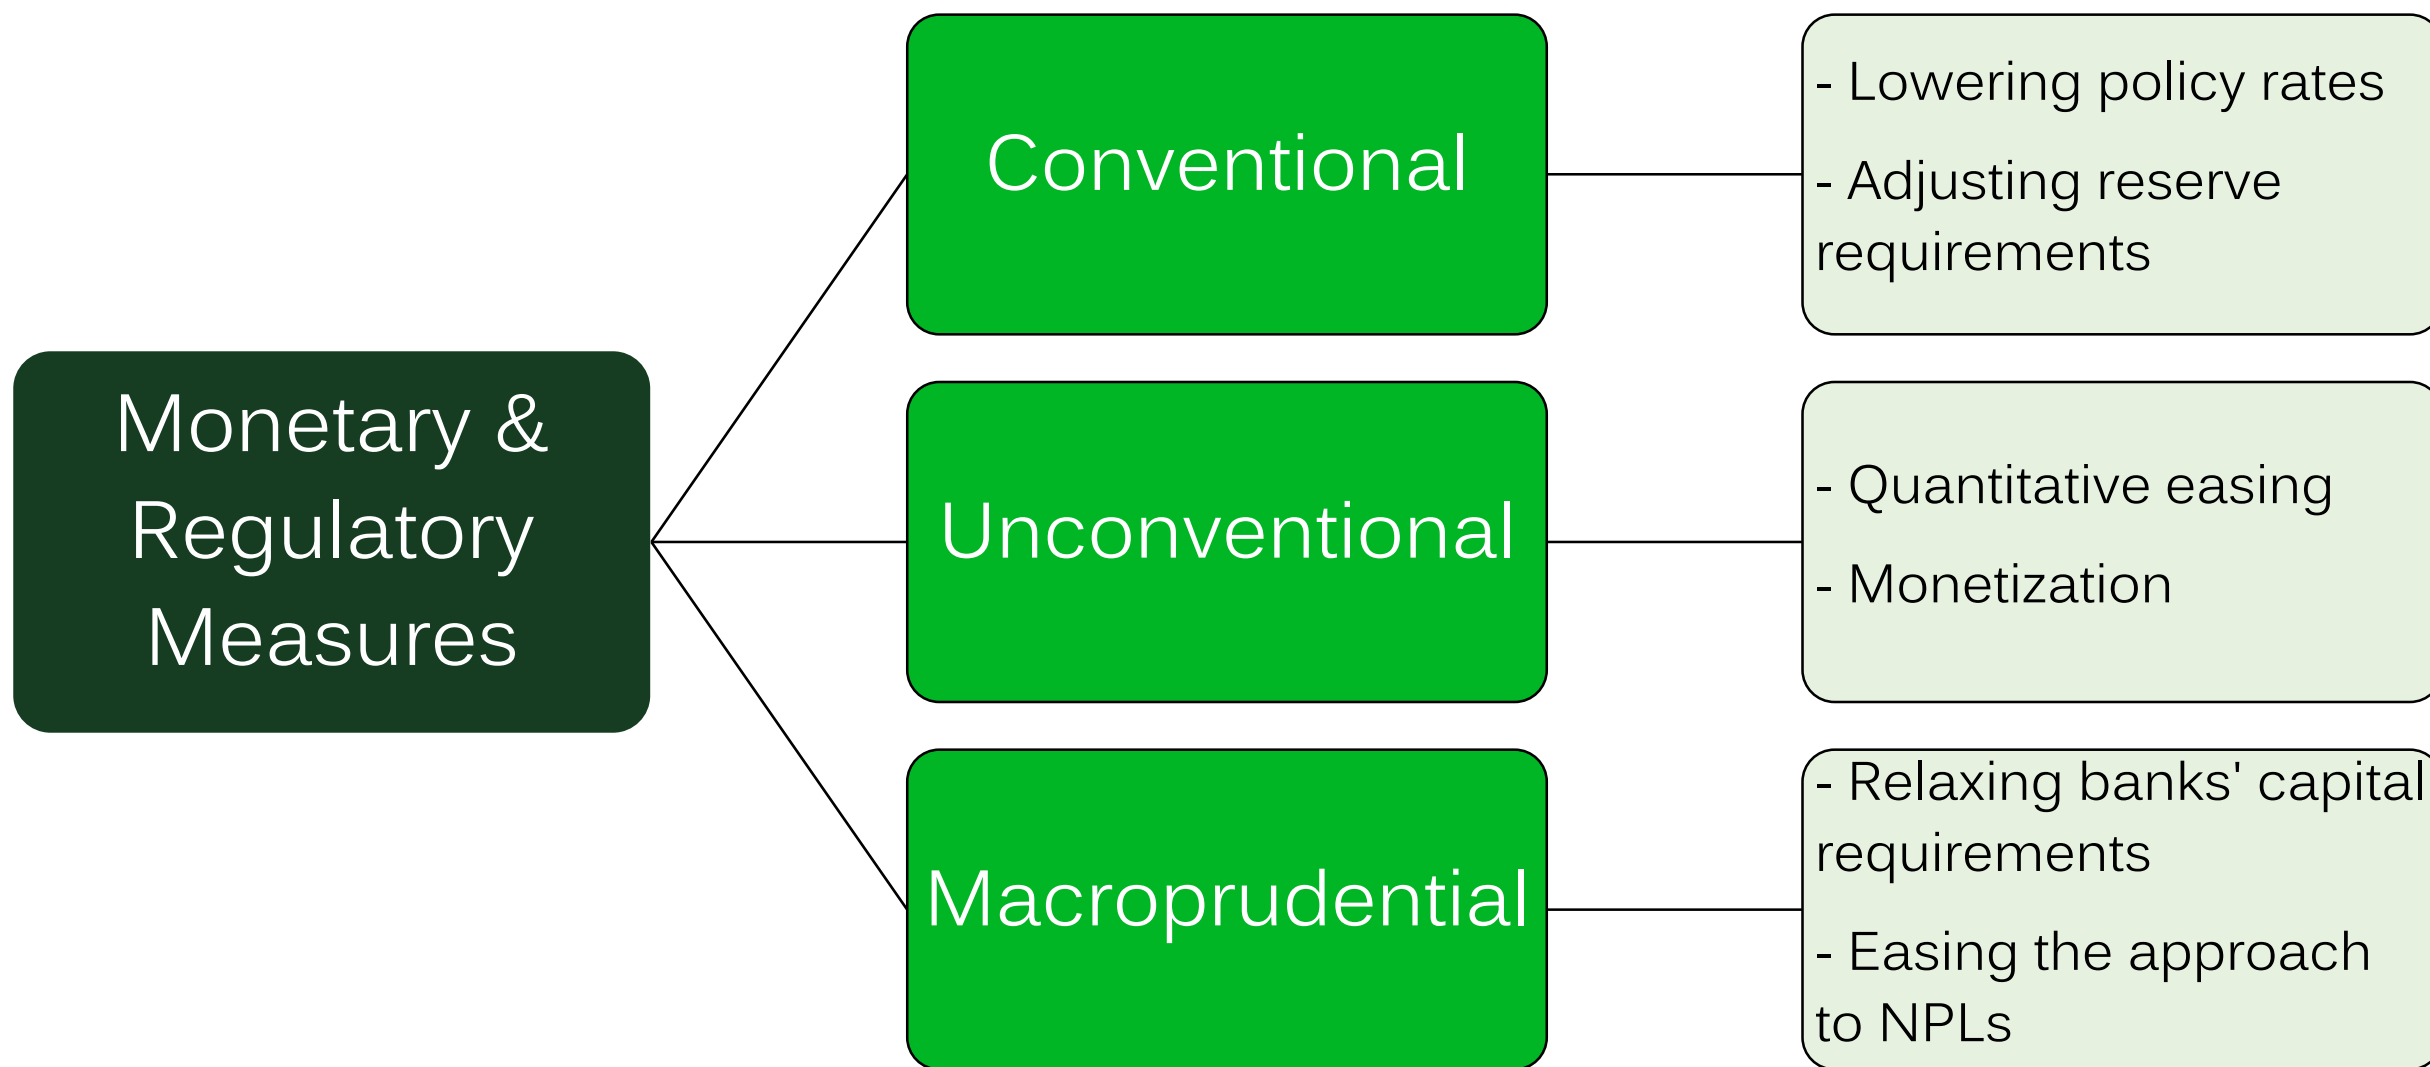 Monetary &
Regulatory
Measures
Conventional
- Lowering policy rates
- Adjusting reserve
requirements
Unconventional
- Quantitative easing
- Monetization
Macroprudential
- Relaxing banks' capital
requirements
- Easing the approach
to NPLs